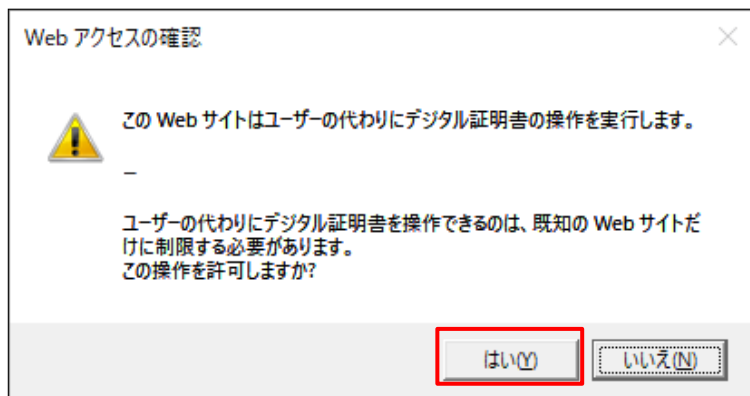 Web アクセスの確認
この Web サイトはユーザーの代わりにデジタル証明書の操作を実行します。
–
ユーザーの代わりにデジタル証明書を操作できるのは、既知の Web サイトだ
けに制限する必要があります。
この操作を許可しますか?
はい(Y)
いいえ(N)